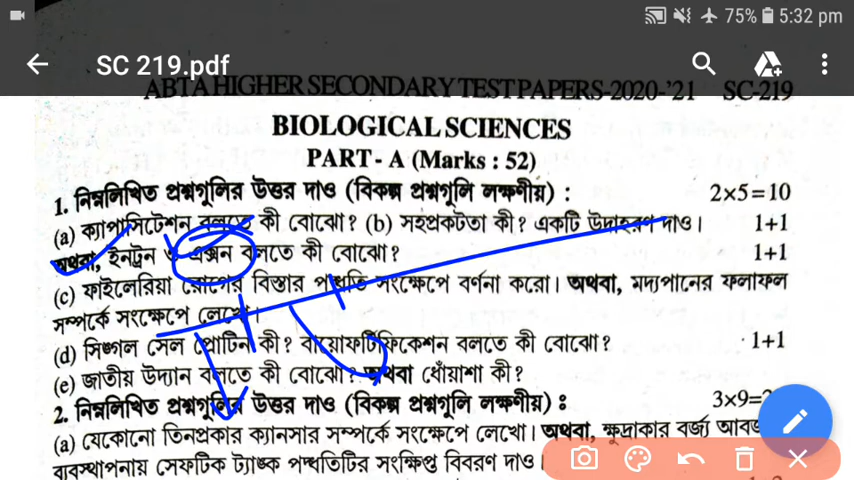 75% 5:32 pm
SC 219.pdf
ABTA HIGHER SECONDARY TEST PAPERS-2020-'21 SC-219
BIOLOGICAL SCIENCES
PART - A (Marks : 52)
1. নিম্নলিখিত প্রশ্নগুলির উত্তর দাও (বিকল্প প্রশ্নগুলি লক্ষণীয়) : 2×5=10
(a) ক্যাপাসিটেশন বলতে কী বোঝো? (b) সহপ্রকটতা কী? একটি উদাহরণ দাও। 1+1
অথবা, ইনট্রন ও এক্সন বলতে কী বোঝো? 1+1
(c) ফাইলেরিয়া রোগের বিস্তার পদ্ধতি সংক্ষেপে বর্ণনা করো। অথবা, মদ্যপানের ফলাফল
সম্পর্কে সংক্ষেপে লেখো।
(d) সিঙ্গল সেল প্রোটিন কী? বায়োফর্টিফিকেশন বলতে কী বোঝো? 1+1
(e) জাতীয় উদ্যান বলতে কী বোঝো? অথবা ধোঁয়াশা কী?
2. নিম্নলিখিত প্রশ্নগুলির উত্তর দাও (বিকল্প প্রশ্নগুলি লক্ষণীয়) : 3×9=
(a) যেকোনো তিনপ্রকার ক্যানসার সম্পর্কে সংক্ষেপে লেখো। অথবা, ক্ষুদ্রাকার বর্জ্য
ব্যবস্থাপনায় সেফটিক ট্যাঙ্ক পদ্ধতিটির সংক্ষিপ্ত বিবরণ দাও।